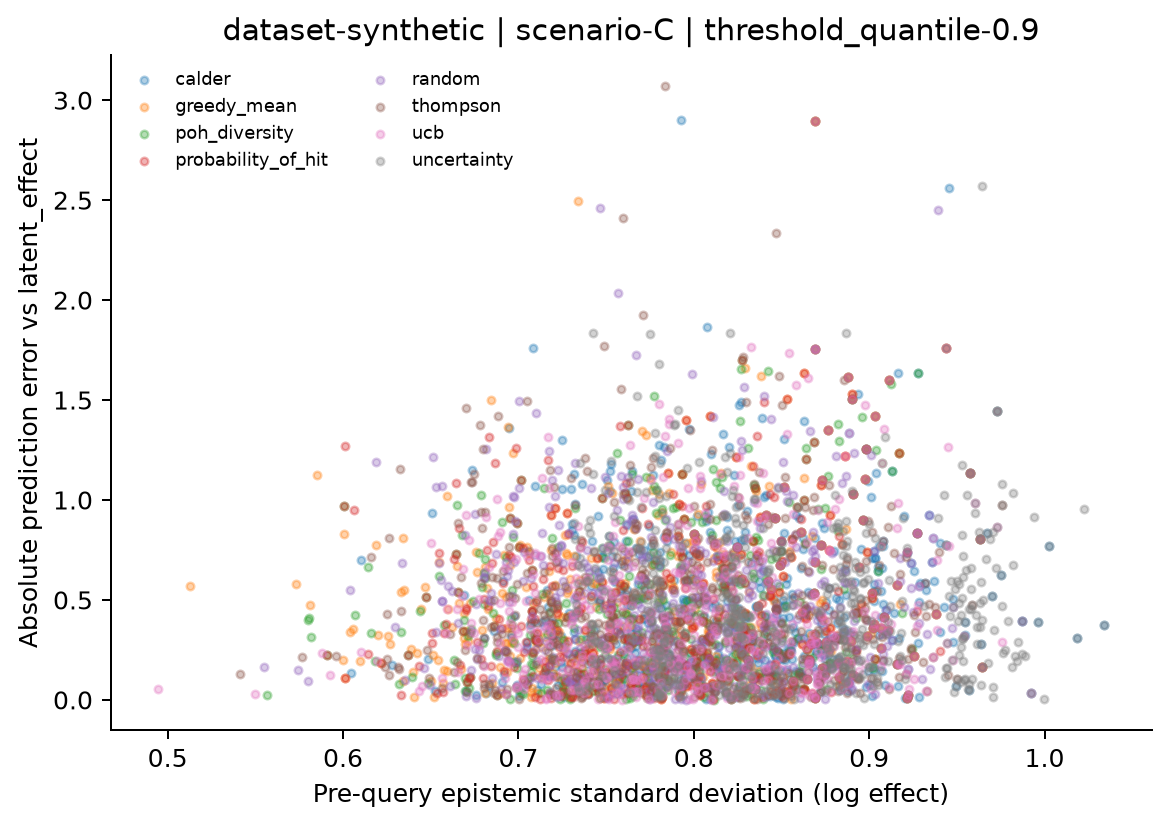 dataset-synthetic | scenario-C | threshold_quantile-0.9
calder
greedy_mean
poh_diversity
probability_of_hit
random
thompson
ucb
uncertainty
Absolute prediction error vs latent_effect
3.0
2.5
2.0
1.5
1.0
0.5
0.0
0.5
0.6
0.7
0.8
0.9
1.0
Pre-query epistemic standard deviation (log effect)